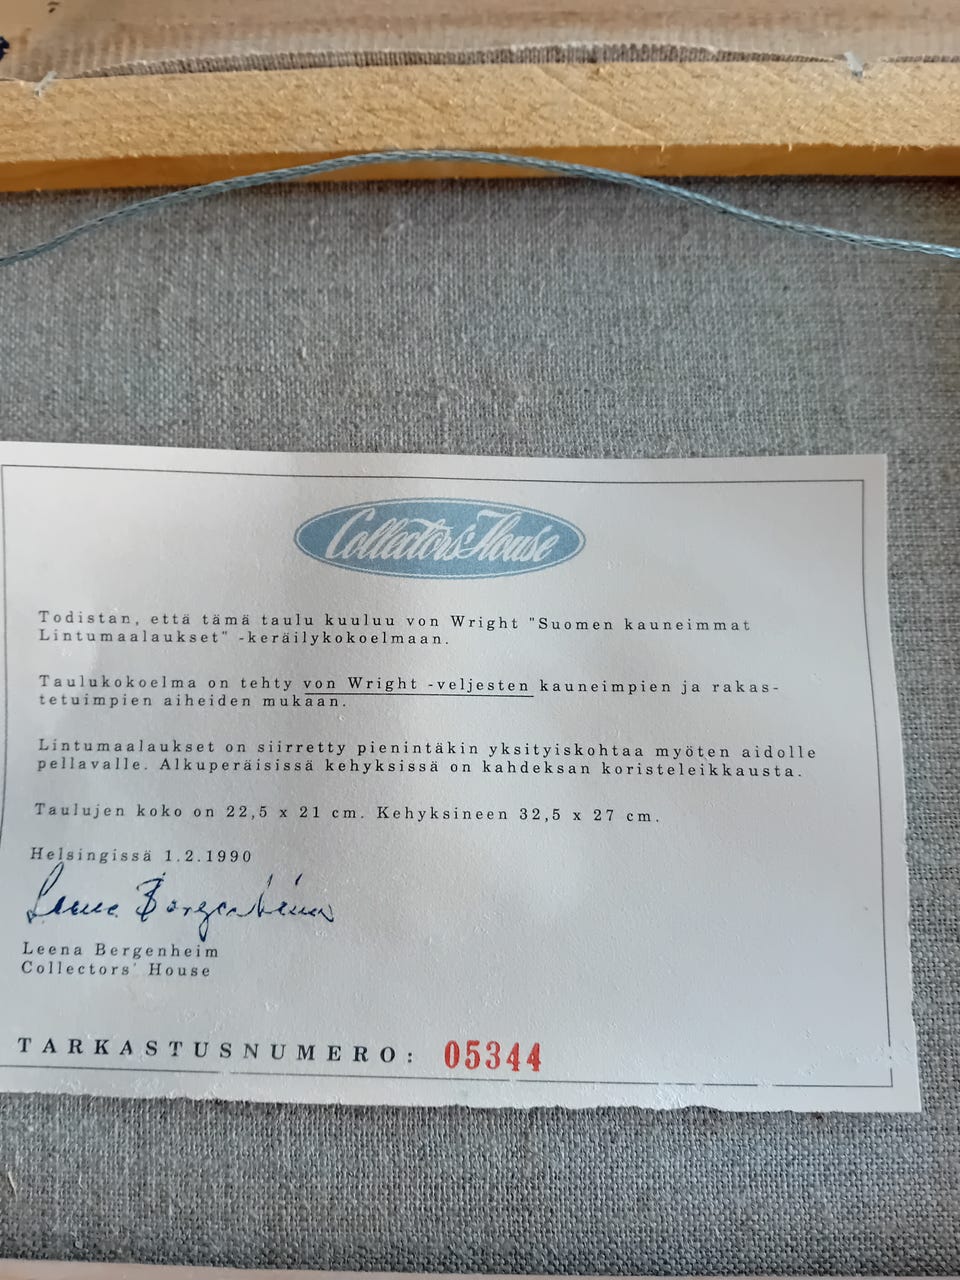 Collectors' House
Todistan, että tämä taulu kuuluu von Wright "Suomen kauneimmat
Lintumaalaukset" -keräilykokoelmaan.
Taulukokoelma on tehty von Wright -veljesten kauneimpien ja rakas-
tetuimpien aiheiden mukaan.
Lintumaalaukset on siirretty pienintäkin yksityiskohtaa myöten aidolle
pellavalle. Alkuperäisissä kehyksissä on kahdeksan koristeleikkausta.
Taulujen koko on 22,5 x 21 cm. Kehyksineen 32,5 x 27 cm.
Helsingissä 1.2.1990
Leena Bergenheim
Leena Bergenheim
Collectors' House
TARKASTUSNUMERO: 05344